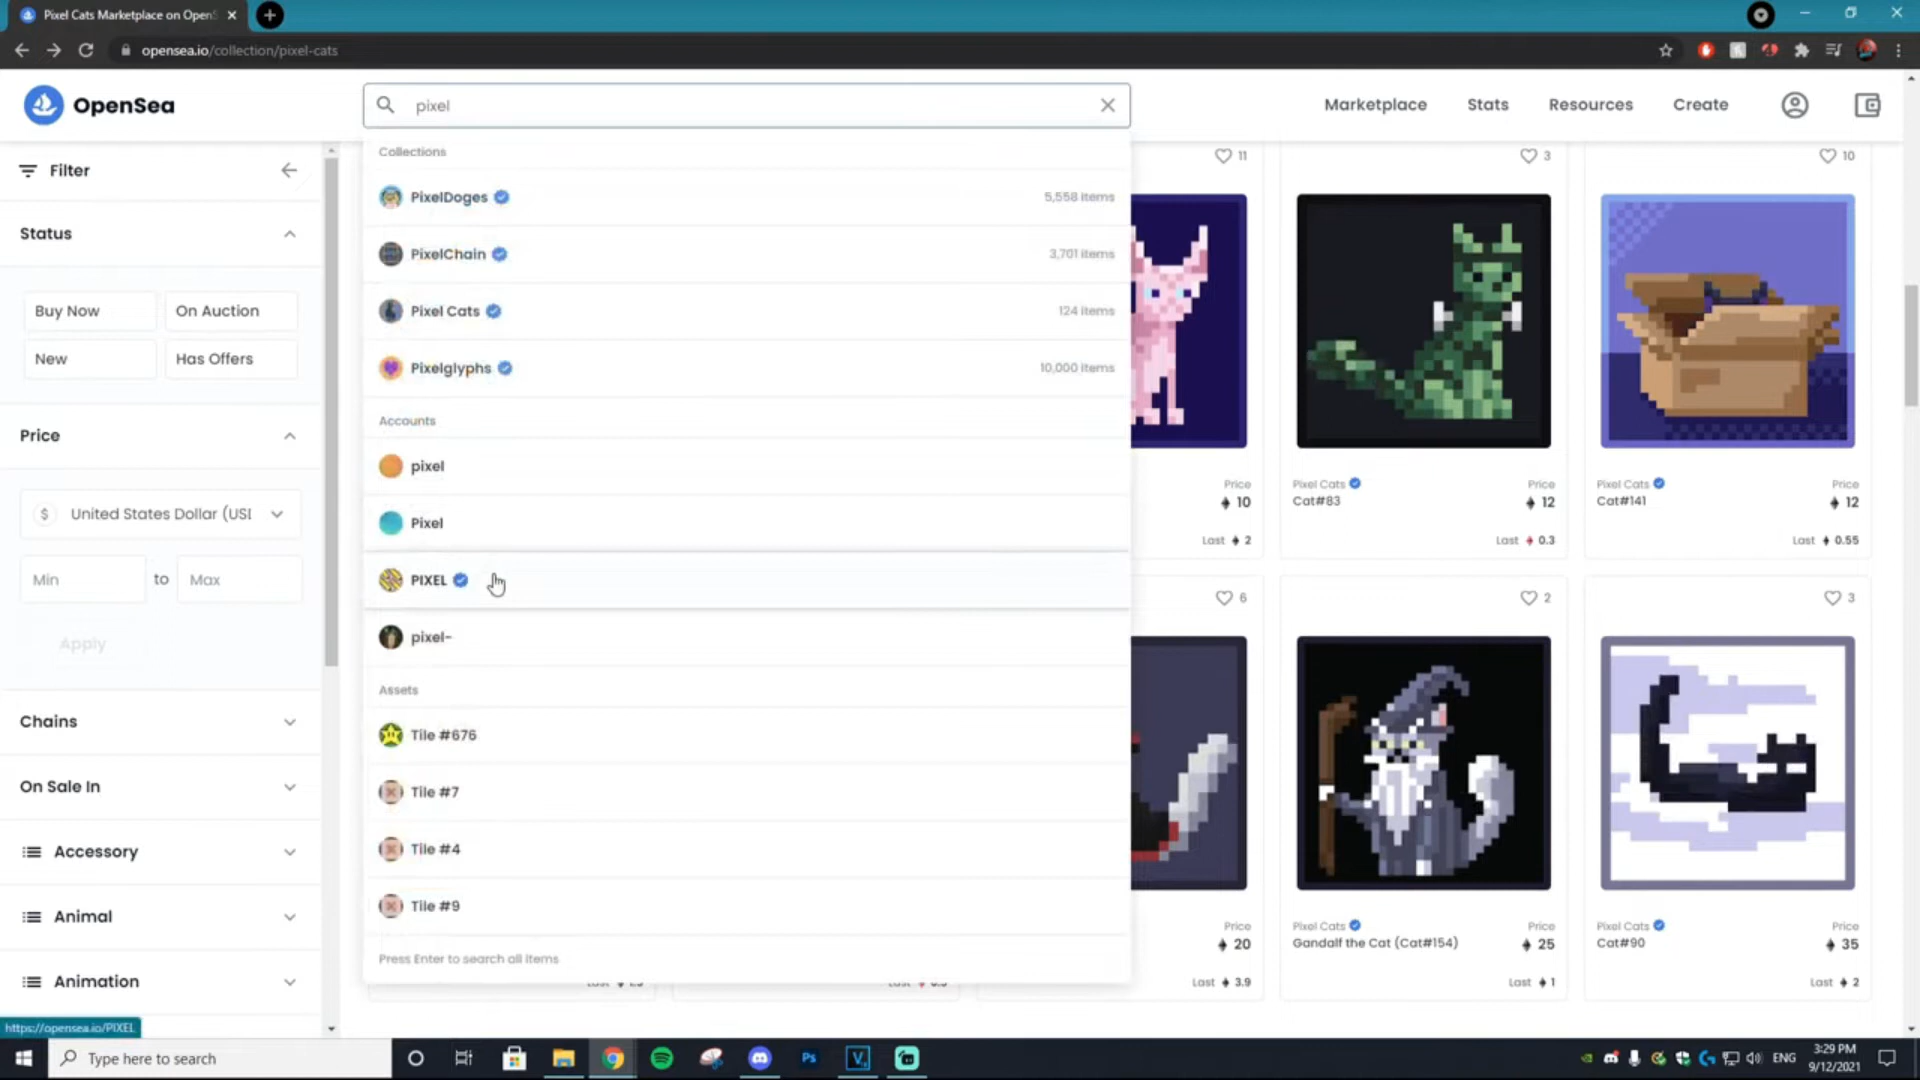 Pixel Cats Marketplace on OpenS
opensea.io/collection/pixel-cats
OpenSea
pixel
Marketplace
Stats
Resources
Create
Filter
Status
Buy Now
On Auction
New
Has Offers
Price
United States Dollar (USI
Min
to
Max
Apply
Chains
On Sale In
Accessory
Animal
Animation
Collections
PixelDoges
5,558 items
PixelChain
3,701 items
Pixel Cats
124 items
Pixelglyphs
10,000 items
Accounts
pixel
Pixel
PIXEL
pixel-
Assets
Tile #676
Tile #7
Tile #4
Tile #9
Press Enter to search all items
11
3
10
Price
10
Last 2
Pixel Cats
Price
Cat#83
12
Last 0.3
Pixel Cats
Price
Cat#141
12
Last 0.55
6
2
3
Price
20
Last 3.9
Pixel Cats
Price
Gandalf the Cat (Cat#154)
25
Last 1
Pixel Cats
Price
Cat#90
35
Last 2
https://opensea.io/PIXEL
Type here to search
Ps
ENG
3:29 PM
9/12/2021